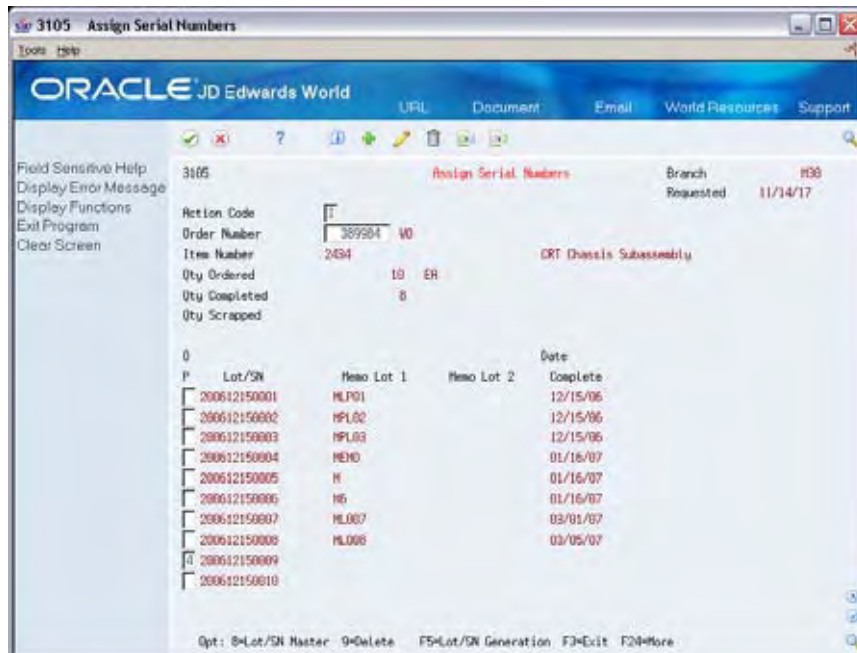 3105 Assign Serial Numbers
Tools Help
ORACLE JD Edwards World
URL Document Email World Resources Support
?
Field Sensitive Help
Display Error Message
Display Functions
Exit Program
Clear Screen
3105 Assign Serial Numbers Branch M30
Requested 11/14/17
Action Code I
Order Number 389984 WO
Item Number 2434 CRT Chassis Subassembly
Qty Ordered 10 EA
Qty Completed 8
Qty Scrapped
O Date
P Lot/SN Memo Lot 1 Memo Lot 2 Complete
200612150001 MLP01 12/15/06
200612150002 MPL02 12/15/06
200612150003 MPL03 12/15/06
200612150004 MEMO 01/16/07
200612150005 M 01/16/07
200612150006 M6 01/16/07
200612150007 ML007 03/01/07
200612150008 ML008 03/05/07
4 200612150009
200612150010
Opt: 8=Lot/SN Master 9=Delete F5=Lot/SN Generation F3=Exit F24=More